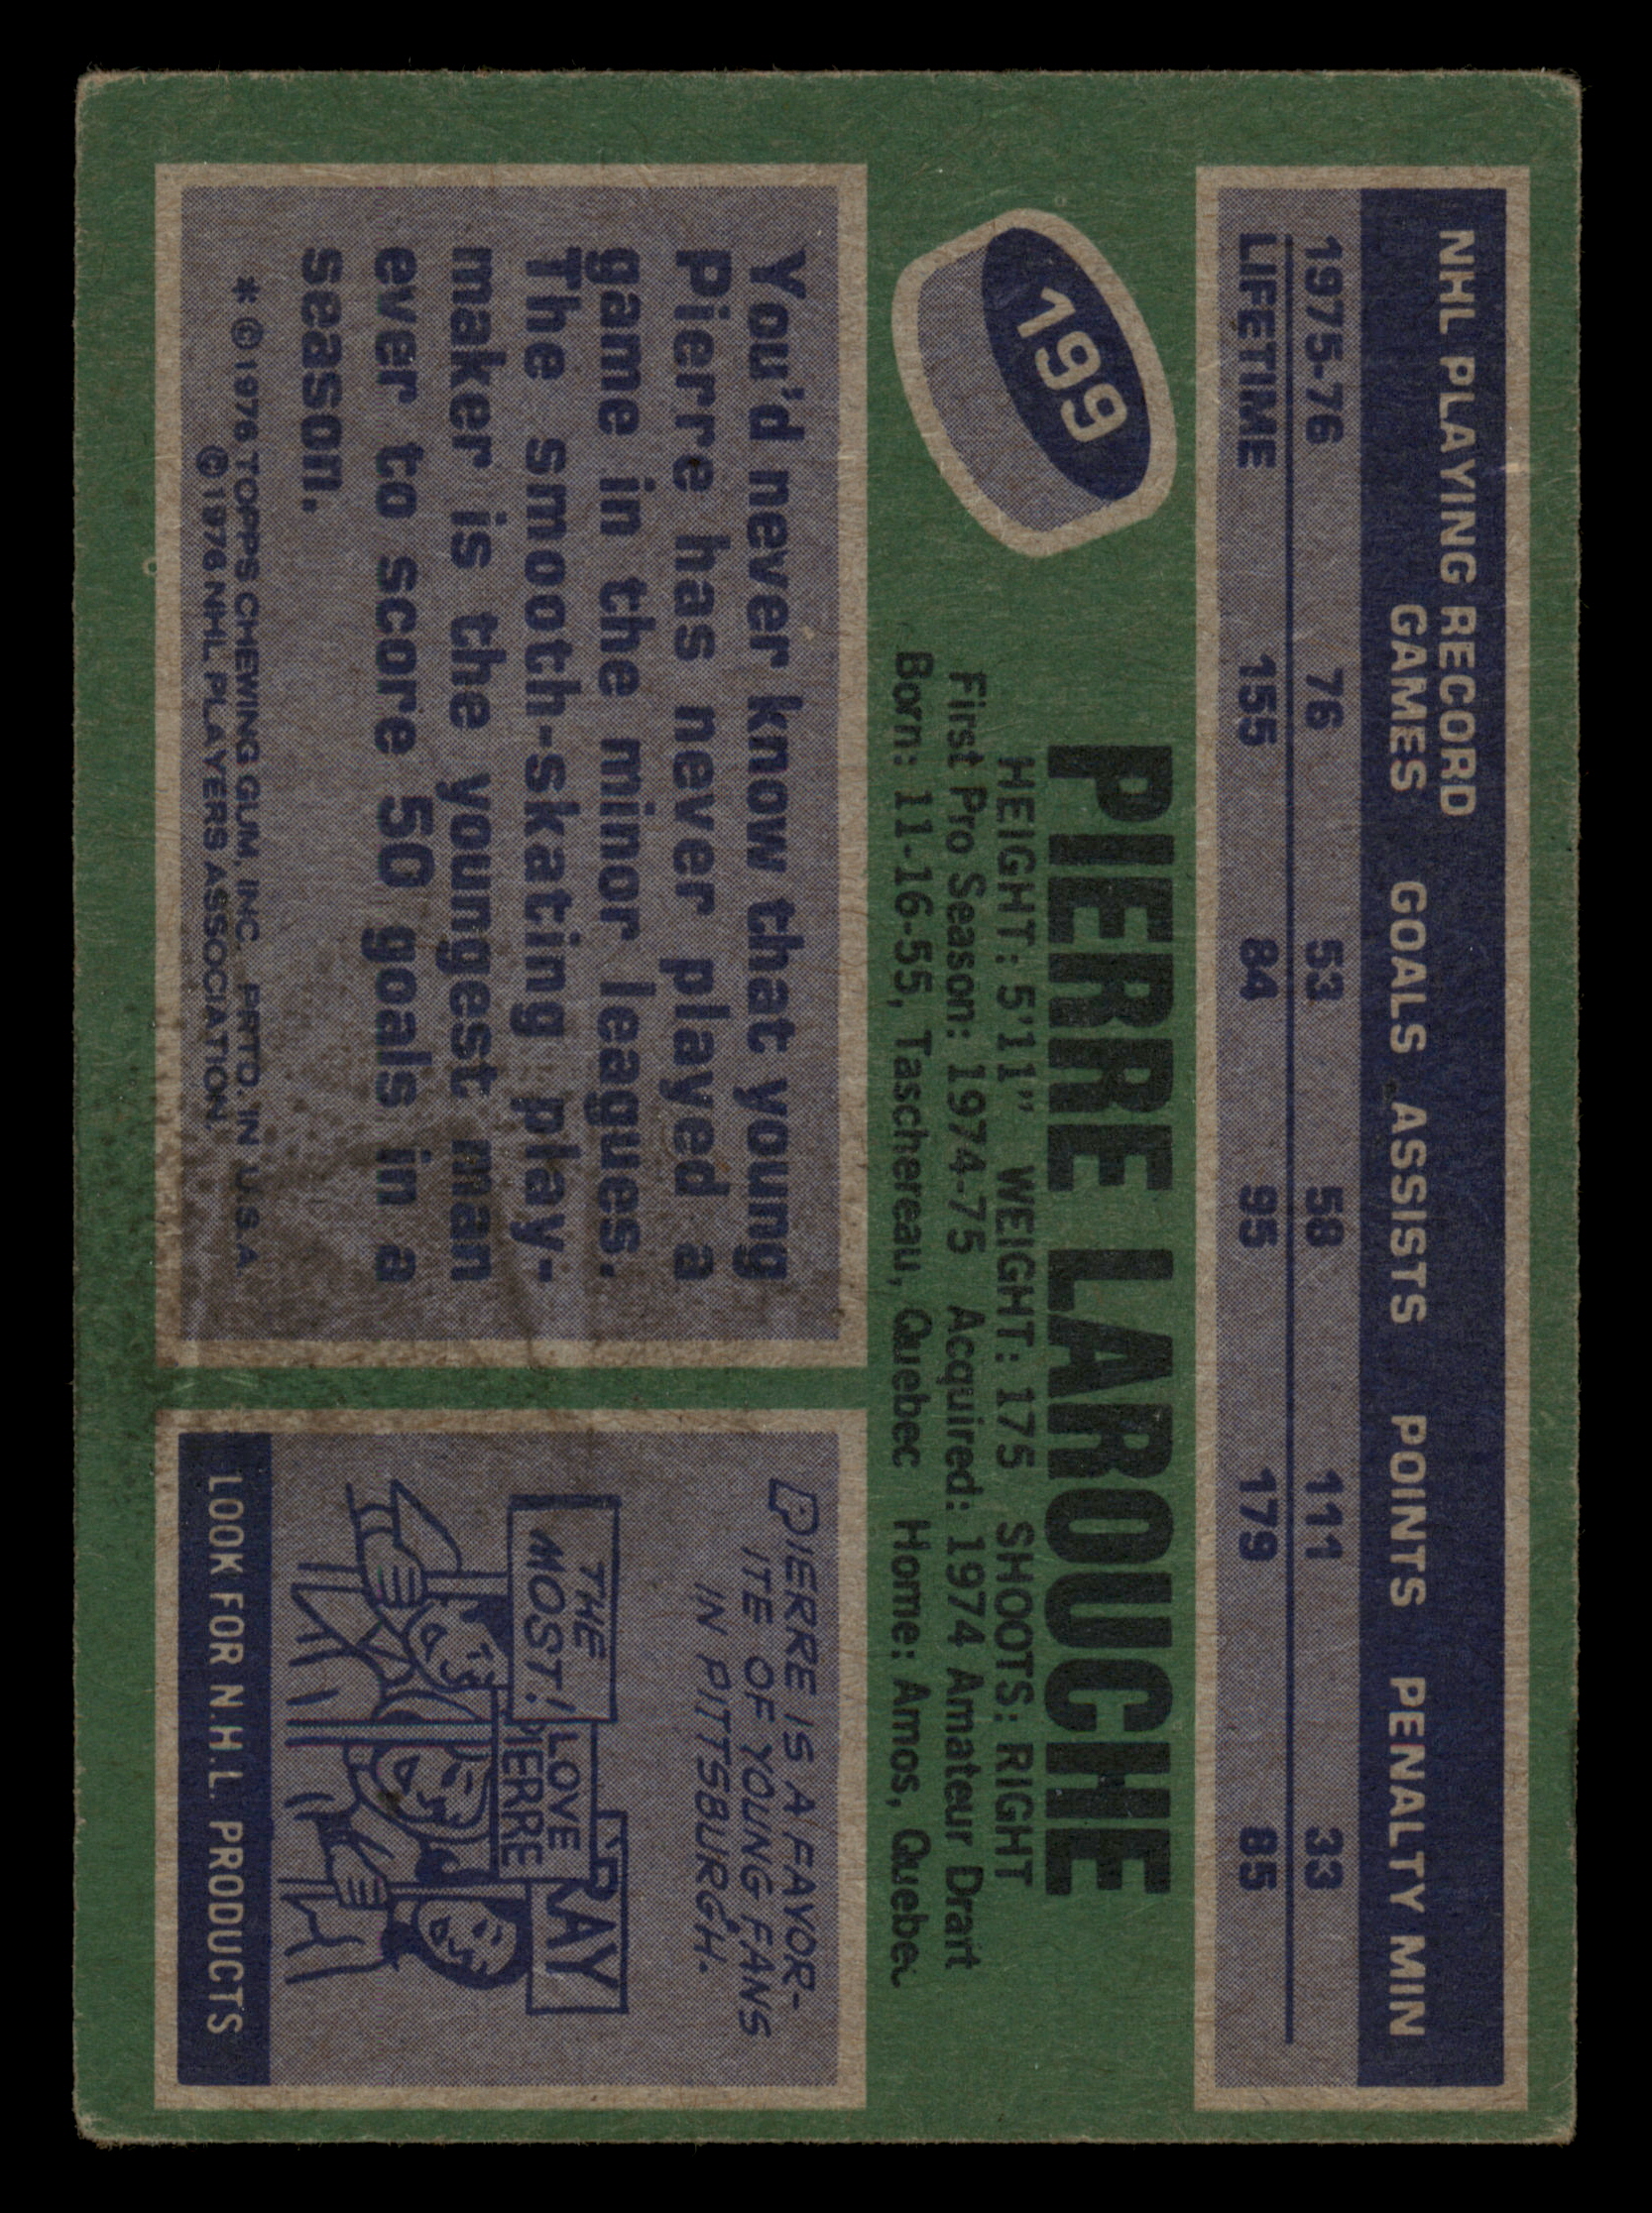 NHL PLAYING RECORD
GAMES GOALS ASSISTS POINTS PENALTY MIN
1975-76 76 53 58 111 33
LIFETIME 155 84 95 179 85
199
PIERRE LAROUCHE
HEIGHT: 5'11" WEIGHT: 175 SHOOTS: RIGHT
First Pro Season: 1974-75 Acquired: 1974 Amateur Draft
Born: 11-16-55, Taschereau, Quebec Home: Amos, Quebec
You'd never know that young
Pierre has never played a
game in the minor leagues.
The smooth-skating play-
maker is the youngest man
ever to score 50 goals in a
season.
* ©1976 TOPPS CHEWING GUM, INC. PRTD. IN U.S.A.
©1976 NHL PLAYERS ASSOCIATION.
PIERRE IS A FAVOR-
ITE OF YOUNG FANS
IN PITTSBURGH.
THE
MOST!
LOVE
PIERRE
RAY
LOOK FOR N.H.L. PRODUCTS